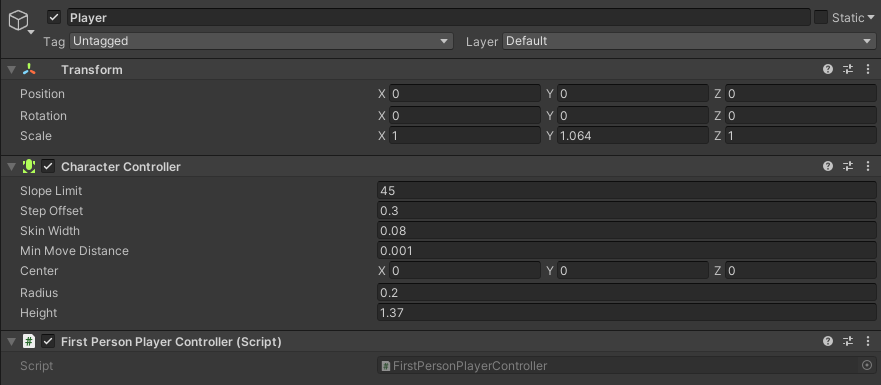 Player Static
Tag Untagged Layer Default
Transform
Position X 0 Y 0 Z 0
Rotation X 0 Y 0 Z 0
Scale X 1 Y 1.064 Z 1
Character Controller
Slope Limit 45
Step Offset 0.3
Skin Width 0.08
Min Move Distance 0.001
Center X 0 Y 0 Z 0
Radius 0.2
Height 1.37
# First Person Player Controller (Script)
Script # FirstPersonPlayerController